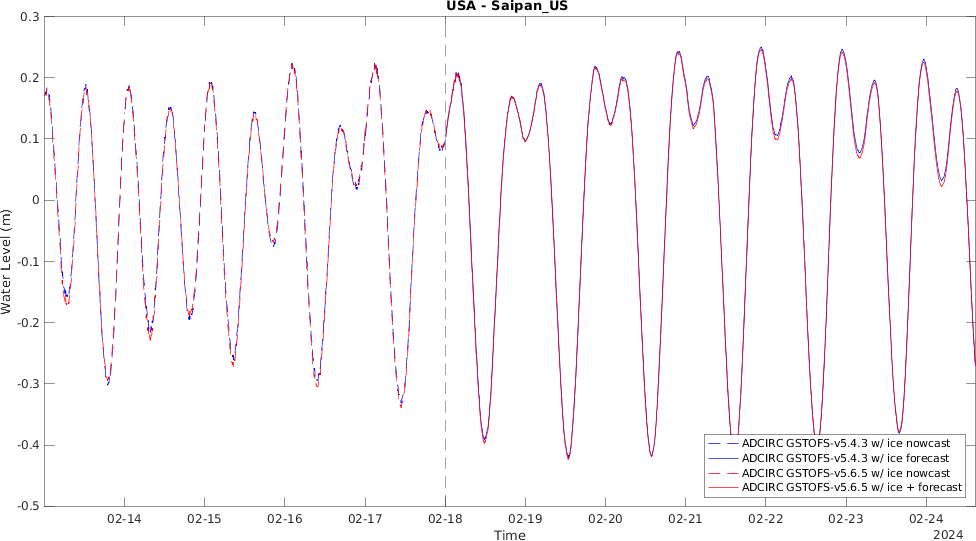 USA - Saipan_US
0.3
0.2
0.1
0
-0.1
-0.2
-0.3
-0.4
-0.5
Water Level (m)
ADCIRC GSTOFS-v5.4.3 w/ ice nowcast
ADCIRC GSTOFS-v5.4.3 w/ ice forecast
ADCIRC GSTOFS-v5.6.5 w/ ice nowcast
ADCIRC GSTOFS-v5.6.5 w/ ice + forecast
02-14 02-15 02-16 02-17 02-18 02-19 02-20 02-21 02-22 02-23 02-24
Time
2024